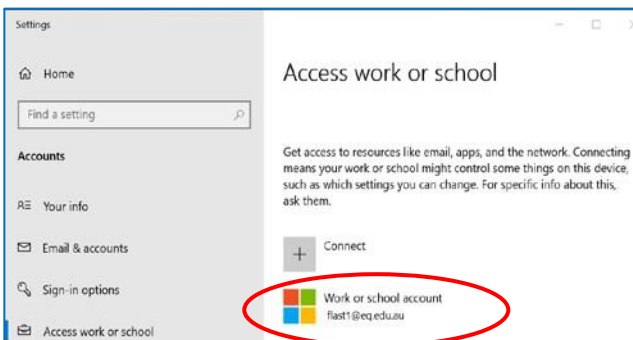 Settings
Home
Find a setting
Accounts
Your info
Email & accounts
Sign-in options
Access work or school
Access work or school
Get access to resources like email, apps, and the network. Connecting
means your work or school might control some things on this device,
such as which settings you can change. For specific info about this,
ask them.
Connect
Work or school account
flast1@eq.edu.au